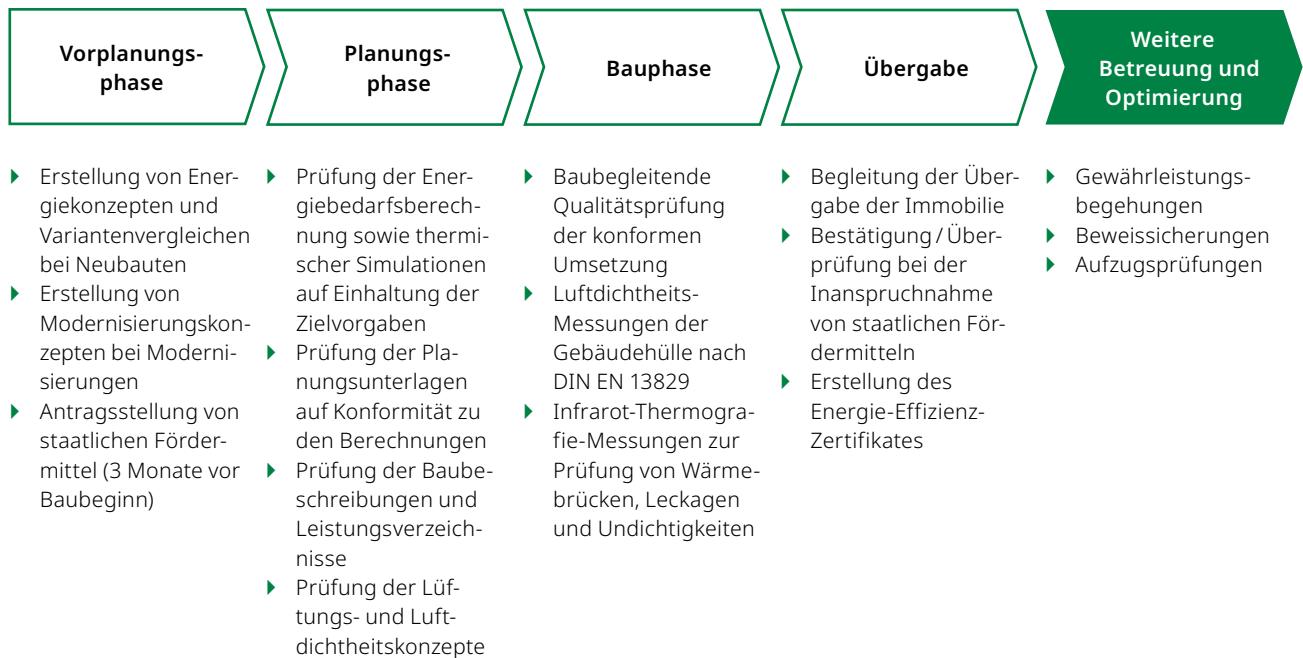 Vorplanungs-
phase
Planungs-
phase
Bauphase
Übergabe
Weitere
Betreuung und
Optimierung
Erstellung von Ener-
giekonzepten und
Variantenvergleichen
bei Neubauten
Erstellung von
Modernisierungskon-
zepten bei Moderni-
sierungen
Antragsstellung von
staatlichen Förder-
mittel (3 Monate vor
Baubeginn)
Prüfung der Ener-
giebedarfsberech-
nung sowie thermi-
scher Simulationen
auf Einhaltung der
Zielvorgaben
Prüfung der Pla-
nungsunterlagen
auf Konformität zu
den Berechnungen
Prüfung der Baube-
schreibungen und
Leistungsverzeich-
nisse
Prüfung der Lüf-
tungs- und Luft-
dichtheitskonzepte
Baubegleitende
Qualitätsprüfung
der konformen
Umsetzung
Luftdichtheits-
Messungen der
Gebäudehülle nach
DIN EN 13829
Infrarot-Thermogra-
fie-Messungen zur
Prüfung von Wärme-
brücken, Leckagen
und Undichtigkeiten
Begleitung der Über-
gabe der Immobilie
Bestätigung / Über-
prüfung bei der
Inanspruchnahme
von staatlichen För-
dermitteln
Erstellung des
Energie-Effizienz-
Zertifikates
Gewährleistungs-
begehungen
Beweissicherungen
Aufzugsprüfungen